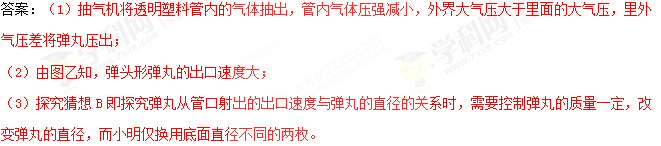 答案：（1）抽气机将透明塑料管内的气体抽出，管内气体压强减小，外界大气压大于里面的大气压，里外
气压差将弹丸压出；
（2）由图乙知，弹头形弹丸的出口速度大；
（3）探究猜想 B 即探究弹丸从管口射出的出口速度与弹丸的直径的关系时，需要控制弹丸的质量一定，改
变弹丸的直径，而小明仅换用底面直径不同的两枚。